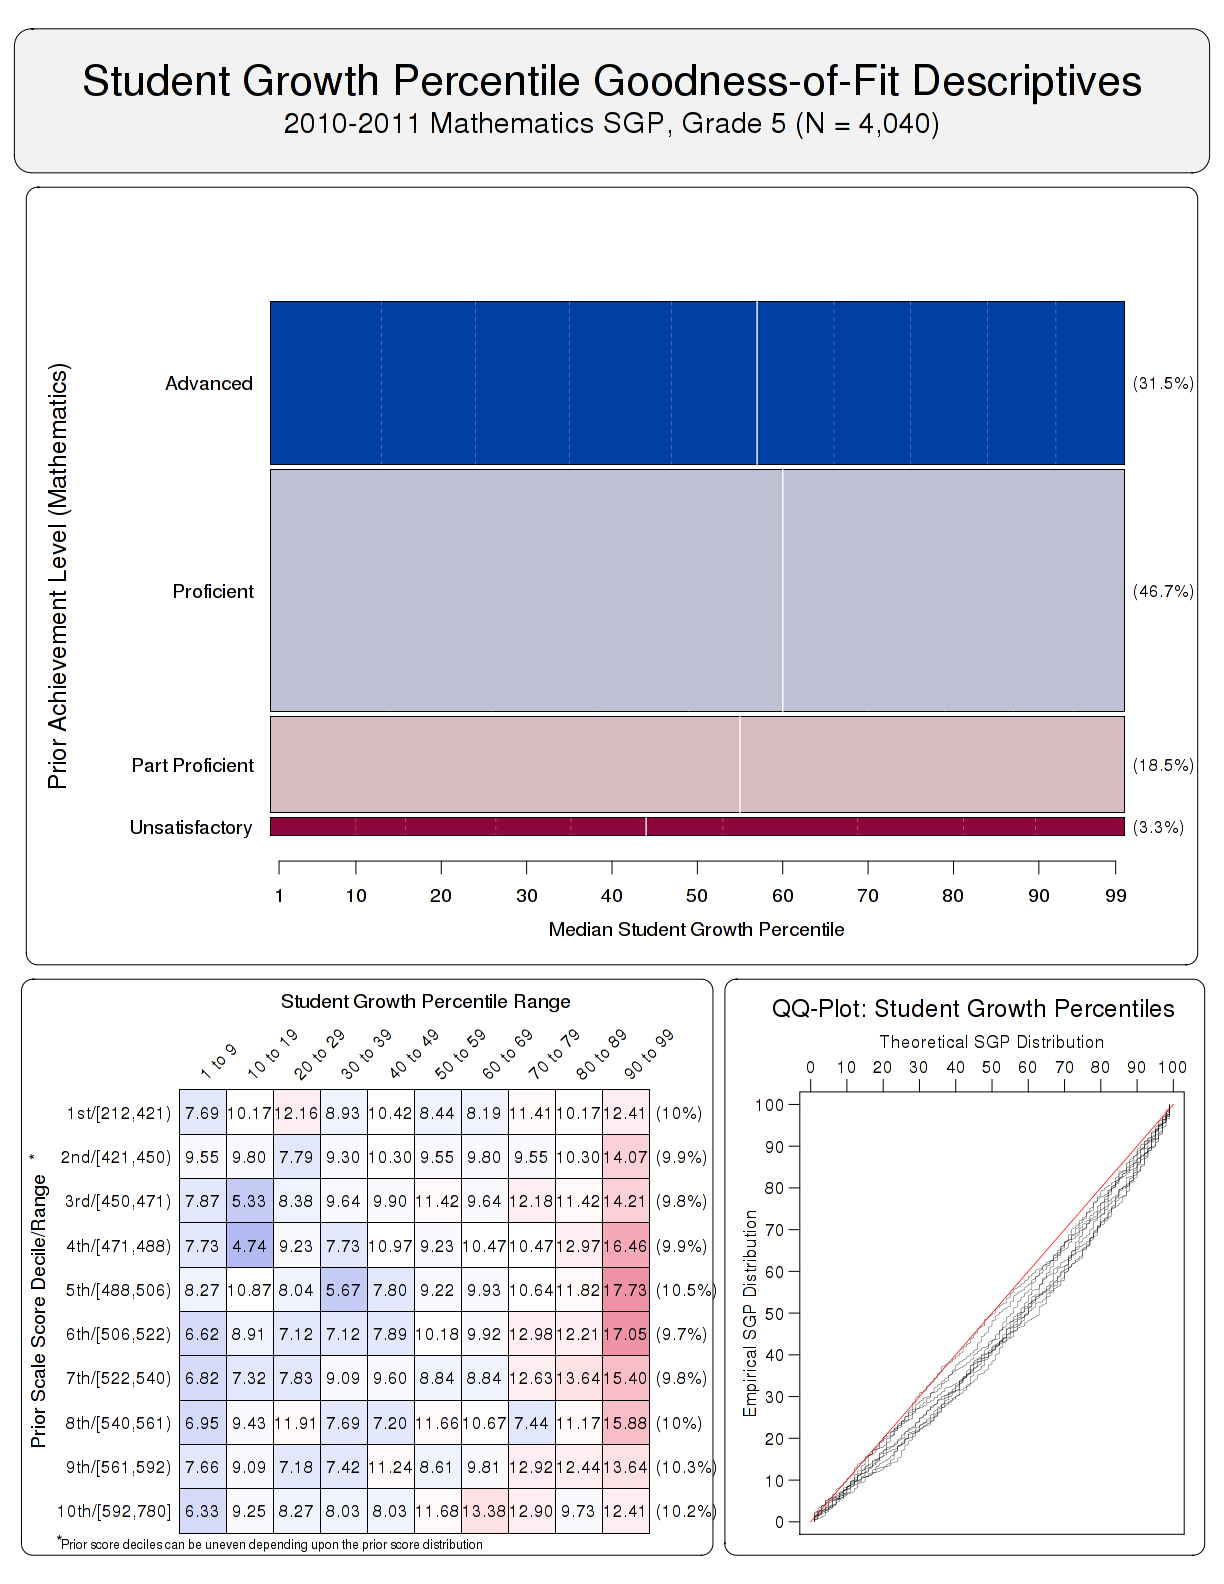 Student Growth Percentile Goodness-of-Fit Descriptives
2010-2011 Mathematics SGP, Grade 5 (N = 4,040)
Prior Achievement Level (Mathematics)
Advanced (31.5%)
Proficient (46.7%)
Part Proficient (18.5%)
Unsatisfactory (3.3%)
1 10 20 30 40 50 60 70 80 90 99
Median Student Growth Percentile
Student Growth Percentile Range
1 to 9 10 to 19 20 to 29 30 to 39 40 to 49 50 to 59 60 to 69 70 to 79 80 to 89 90 to 99
Prior Scale Score Decile/Range *
1st/[212,421) 7.69 10.17 12.16 8.93 10.42 8.44 8.19 11.41 10.17 12.41 (10%)
2nd/[421,450) 9.55 9.80 7.79 9.30 10.30 9.55 9.80 9.55 10.30 14.07 (9.9%)
3rd/[450,471) 7.87 5.33 8.38 9.64 9.90 11.42 9.64 12.18 11.42 14.21 (9.8%)
4th/[471,488) 7.73 4.74 9.23 7.73 10.97 9.23 10.47 10.47 12.97 16.46 (9.9%)
5th/[488,506) 8.27 10.87 8.04 5.67 7.80 9.22 9.93 10.64 11.82 17.73 (10.5%)
6th/[506,522) 6.62 8.91 7.12 7.12 7.89 10.18 9.92 12.98 12.21 17.05 (9.7%)
7th/[522,540) 6.82 7.32 7.83 9.09 9.60 8.84 8.84 12.63 13.64 15.40 (9.8%)
8th/[540,561) 6.95 9.43 11.91 7.69 7.20 11.66 10.67 7.44 11.17 15.88 (10%)
9th/[561,592) 7.66 9.09 7.18 7.42 11.24 8.61 9.81 12.92 12.44 13.64 (10.3%)
10th/[592,780] 6.33 9.25 8.27 8.03 8.03 11.68 13.38 12.90 9.73 12.41 (10.2%)
*Prior score deciles can be uneven depending upon the prior score distribution
QQ-Plot: Student Growth Percentiles
Theoretical SGP Distribution
0 10 20 30 40 50 60 70 80 90 100
Empirical SGP Distribution
100
90
80
70
60
50
40
30
20
10
0